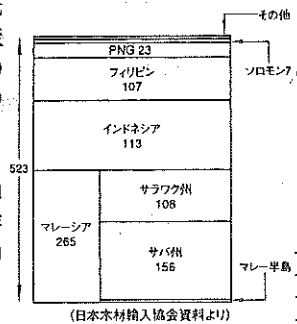 その他
PNG 23
ソロモン7
フィリピン
107
インドネシア
113
523
マレーシア
265
サラワク州
108
サバ州
156
マレー半島
(日本木材輸入協会資料より)